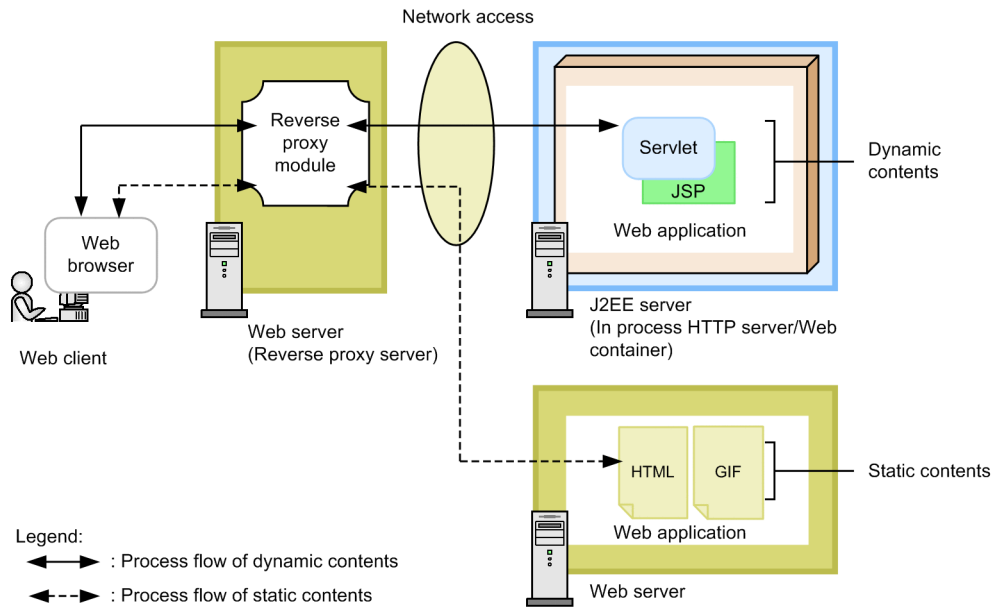 Network access
Reverse
proxy
module
Servlet
JSP
Web application
Dynamic
contents
Web
browser
Web client
Web server
(Reverse proxy server)
J2EE server
(In process HTTP server/Web
container)
HTML
GIF
Web application
Static contents
Web server
Legend:
: Process flow of dynamic contents
: Process flow of static contents